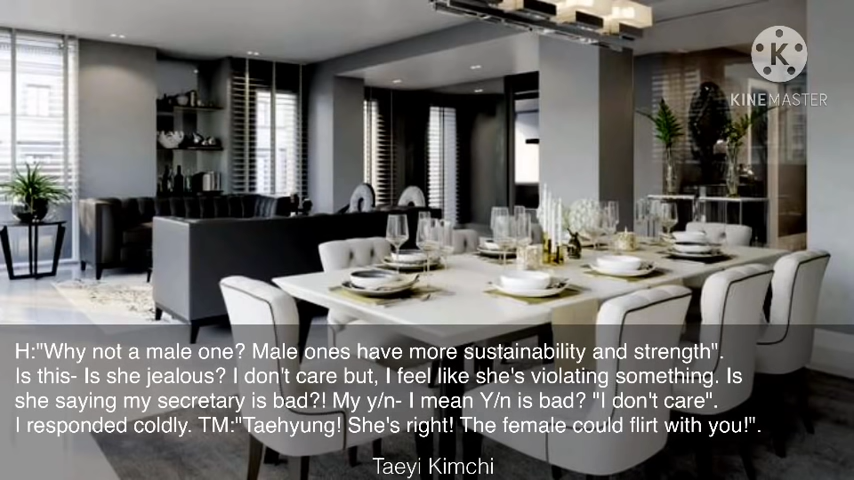 K
KINEMASTER
H:"Why not a male one? Male ones have more sustainability and strength".
Is this- Is she jealous? I don't care but, I feel like she's violating something. Is
she saying my secretary is bad?! My y/n- I mean Y/n is bad? "I don't care".
I responded coldly. TM:"Taehyung! She's right! The female could flirt with you!".
Taeyi Kimchi